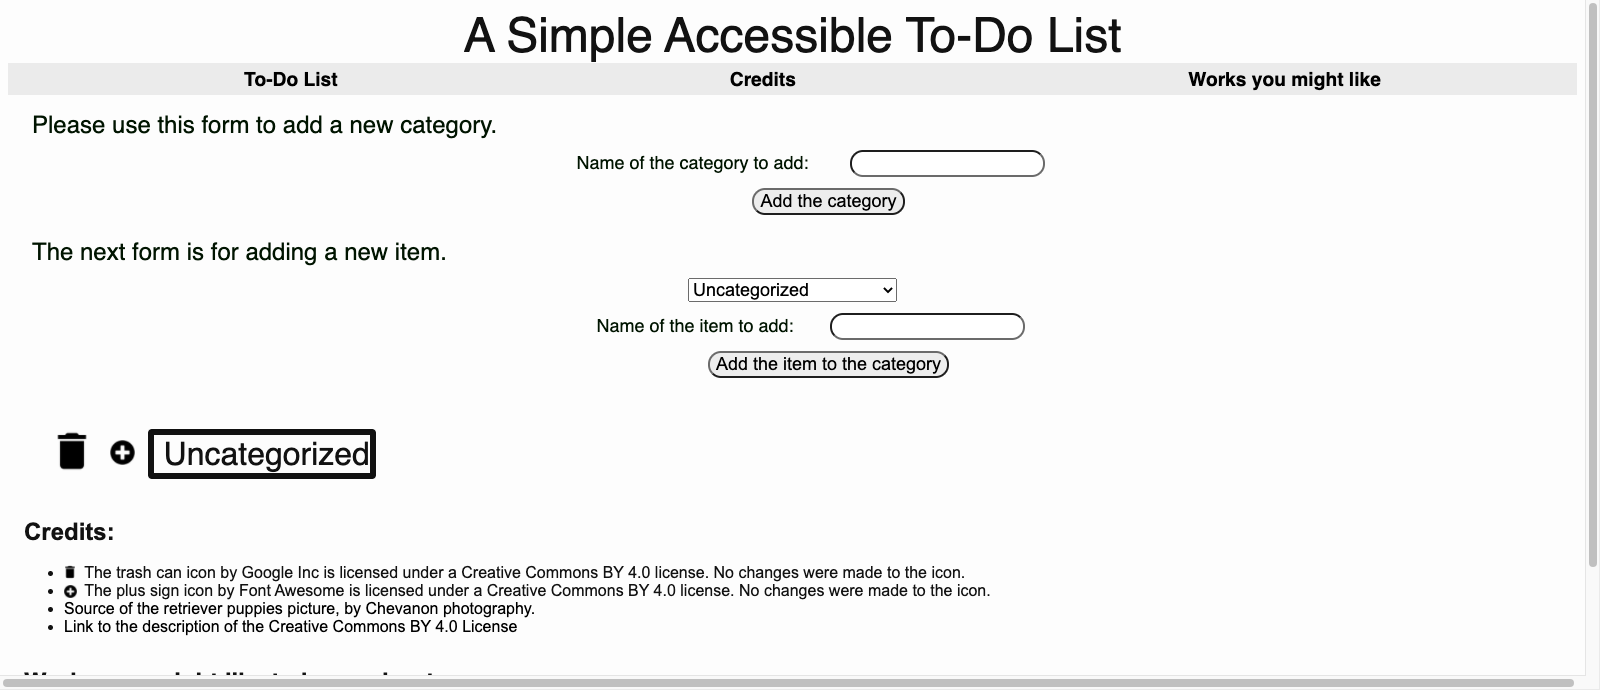 A Simple Accessible To-Do List
To-Do List Credits Works you might like
Please use this form to add a new category.
Name of the category to add:
Add the category
The next form is for adding a new item.
Uncategorized
Name of the item to add:
Add the item to the category
Uncategorized
Credits:
The trash can icon by Google Inc is licensed under a Creative Commons BY 4.0 license. No changes were made to the icon.
The plus sign icon by Font Awesome is licensed under a Creative Commons BY 4.0 license. No changes were made to the icon.
Source of the retriever puppies picture, by Chevanon photography.
Link to the description of the Creative Commons BY 4.0 License